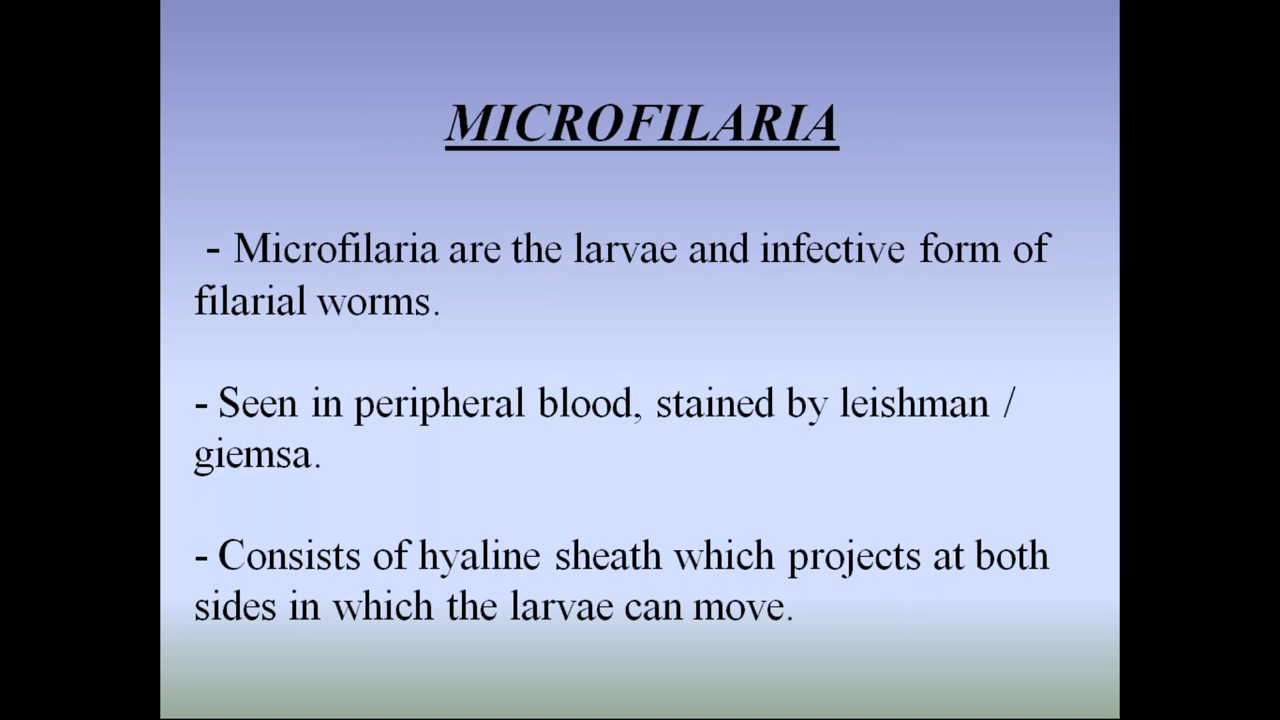 MICROFILARIA
- Microfilaria are the larvae and infective form of
filarial worms.
- Seen in peripheral blood, stained by leishman /
giemsa.
- Consists of hyaline sheath which projects at both
sides in which the larvae can move.